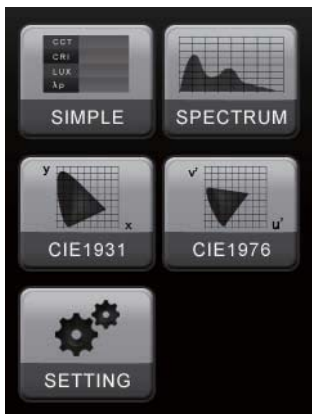 CCT
CRI
LUX
λp
SIMPLE
SPECTRUM
y
x
CIE1931
v'
u'
CIE1976
SETTING